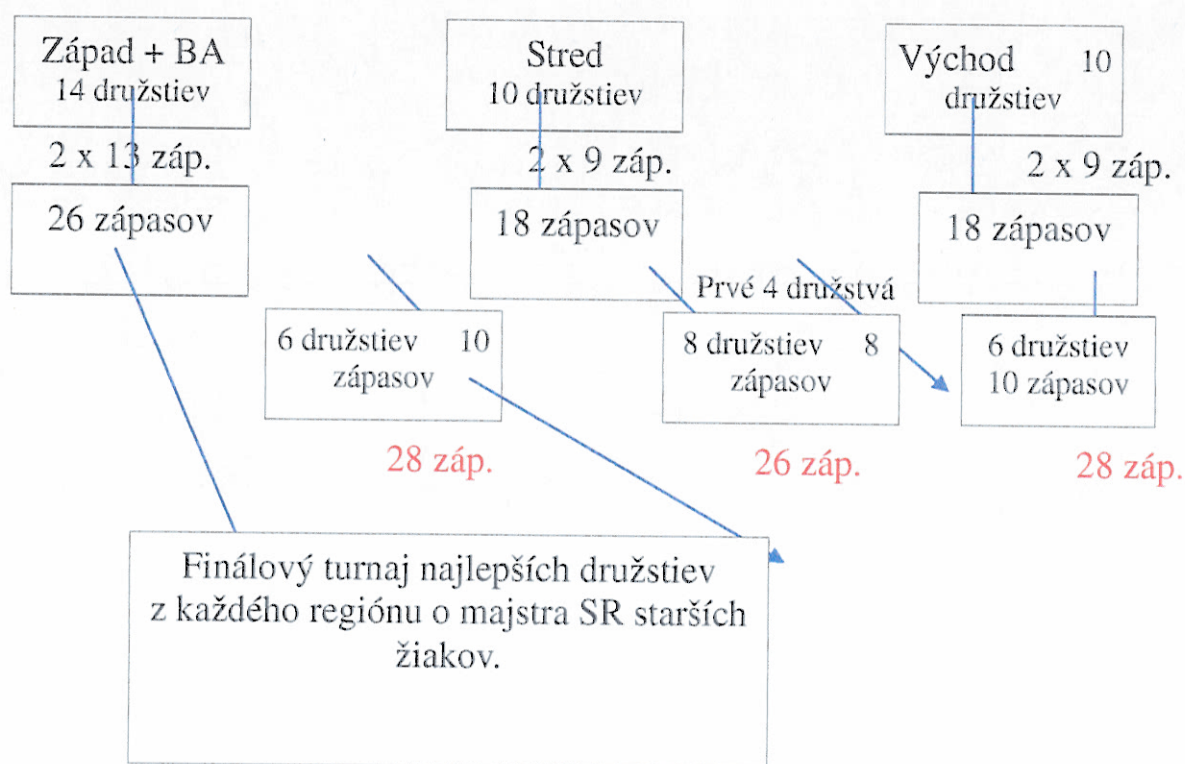 Západ + BA
14 družstiev
Stred
10 družstiev
Východ 10
družstiev
2 x 13 záp.
2 x 9 záp.
2 x 9 záp.
26 zápasov
18 zápasov
18 zápasov
Prvé 4 družstvá
6 družstiev 10
zápasov
8 družstiev 8
zápasov
6 družstiev
10 zápasov
28 záp.
26 záp.
28 záp.
Finálový turnaj najlepších družstiev
z každého regiónu o majstra SR starších
žiakov.